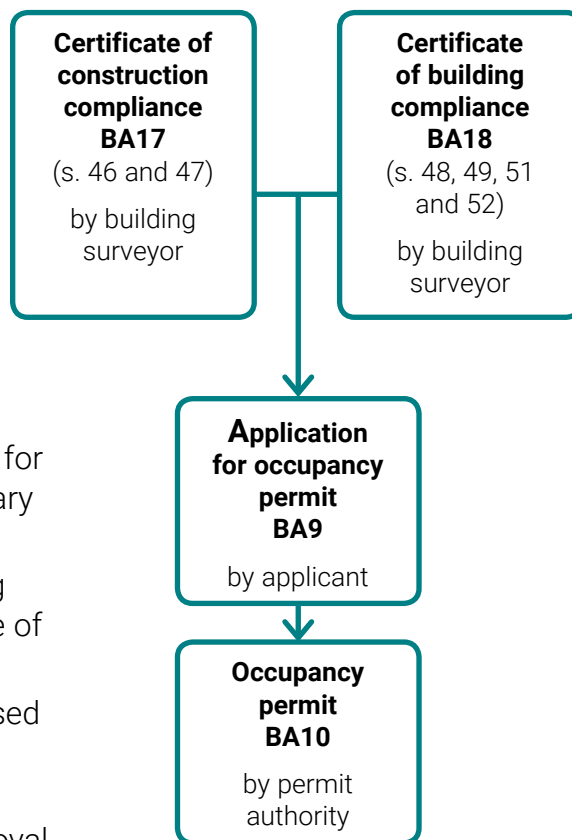 Certificate of
construction
compliance
BA17
(s. 46 and 47)
by building
surveyor
Certificate
of building
compliance
BA18
(s. 48, 49, 51
and 52)
by building
surveyor
for
Application
for occupancy
permit
BA9
by applicant
of
Occupancy
permit
BA10
by permit
authority